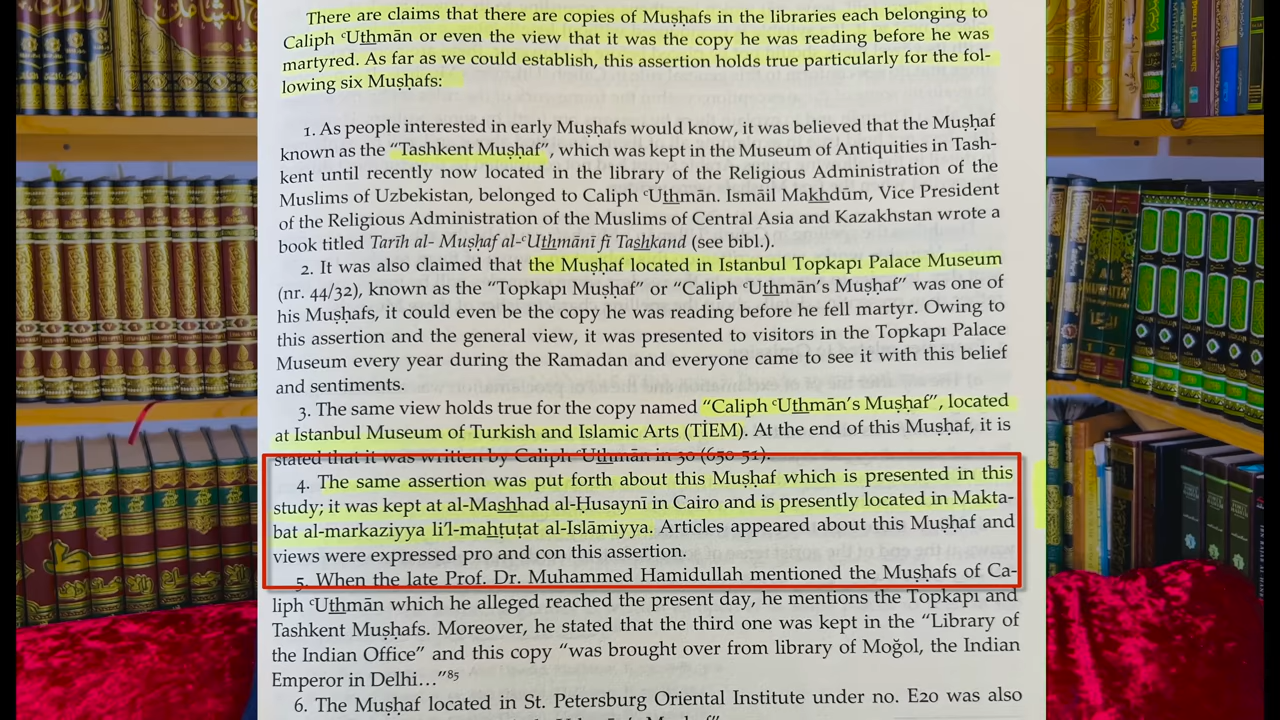 There are claims that there are copies of Muṣḥafs in the libraries each belonging to
Caliph ʿUthmān or even the view that it was the copy he was reading before he was
martyred. As far as we could establish, this assertion holds true particularly for the fol-
lowing six Muṣḥafs:
1. As people interested in early Muṣḥafs would know, it was believed that the Muṣḥaf
known as the “Tashkent Muṣḥaf”, which was kept in the Museum of Antiquities in Tash-
kent until recently now located in the library of the Religious Administration of the
Muslims of Uzbekistan, belonged to Caliph ʿUthmān. Ismāil Makhdūm, Vice President
of the Religious Administration of the Muslims of Central Asia and Kazakhstan wrote a
book titled Tarīh al- Muṣḥaf al-ʿUthmānī fī Tashkand (see bibl.).
2. It was also claimed that the Muṣḥaf located in Istanbul Topkapı Palace Museum
(nr. 44/32), known as the “Topkapı Muṣḥaf” or “Caliph ʿUthmān’s Muṣḥaf” was one of
his Muṣḥafs, it could even be the copy he was reading before he fell martyr. Owing to
this assertion and the general view, it was presented to visitors in the Topkapı Palace
Museum every year during the Ramadan and everyone came to see it with this belief
and sentiments.
3. The same view holds true for the copy named “Caliph ʿUthmān’s Muṣḥaf”, located
at Istanbul Museum of Turkish and Islamic Arts (TİEM). At the end of this Muṣḥaf, it is
stated that it was written by Caliph ʿUthmān in 30 (650-51).
4. The same assertion was put forth about this Muṣḥaf which is presented in this
study; it was kept at al-Mashhad al-Ḥusaynī in Cairo and is presently located in Makta-
bat al-markaziyya li’l-mahṭuṭat al-Islāmiyya. Articles appeared about this Muṣḥaf and
views were expressed pro and con this assertion.
5. When the late Prof. Dr. Muhammed Hamidullah mentioned the Muṣḥafs of Ca-
liph ʿUthmān which he alleged reached the present day, he mentions the Topkapı and
Tashkent Muṣḥafs. Moreover, he stated that the third one was kept in the “Library of
the Indian Office” and this copy “was brought over from library of Moğol, the Indian
Emperor in Delhi…”85
6. The Muṣḥaf located in St. Petersburg Oriental Institute under no. E20 was also